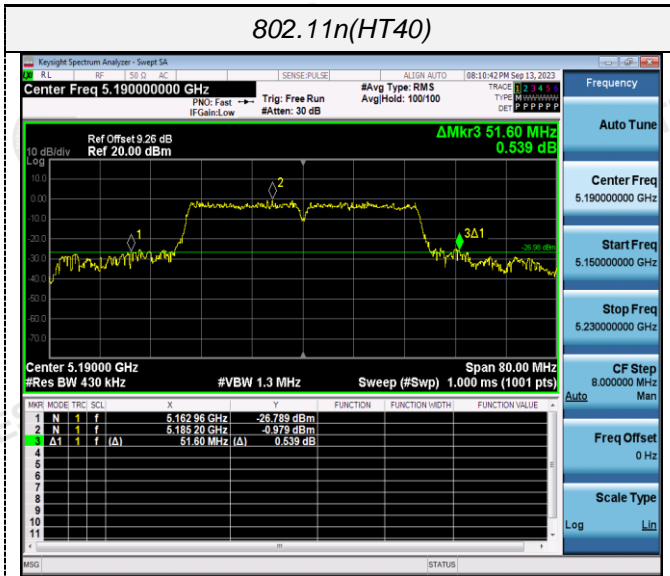 802.11n(HT40)
Keysight Spectrum Analyzer - Swept SA
RL RF 50 Ω AC SENSE:PULSE ALIGN AUTO 08:10:42 PM Sep 13, 2023
Center Freq 5.190000000 GHz #Avg Type: RMS TRACE 1 2 3 4 5 6
PNO: Fast Trig: Free Run Avg|Hold: 100/100 TYPE M WWWWW
IFGain:Low #Atten: 30 dB DET P P P P P P
Ref Offset 9.26 dB ΔMkr3 51.60 MHz
10 dB/div Ref 20.00 dBm 0.539 dB
Log
10.0
0.00
-10.0
-20.0
-30.0
-40.0
-50.0
-60.0
-70.0
1
2
3Δ1
-26.98 dBm
Center 5.19000 GHz Span 80.00 MHz
#Res BW 430 kHz #VBW 1.3 MHz Sweep (#Swp) 1.000 ms (1001 pts)
MKR MODE TRC SCL X Y FUNCTION FUNCTION WIDTH FUNCTION VALUE
1 N 1 f 5.162 96 GHz -26.789 dBm
2 N 1 f 5.185 20 GHz -0.979 dBm
3 Δ1 1 f (Δ) 51.60 MHz (Δ) 0.539 dB
4
5
6
7
8
9
10
11
MSG STATUS
Frequency
Auto Tune
Center Freq
5.190000000 GHz
Start Freq
5.150000000 GHz
Stop Freq
5.230000000 GHz
CF Step
8.000000 MHz
Auto Man
Freq Offset
0 Hz
Scale Type
Log Lin